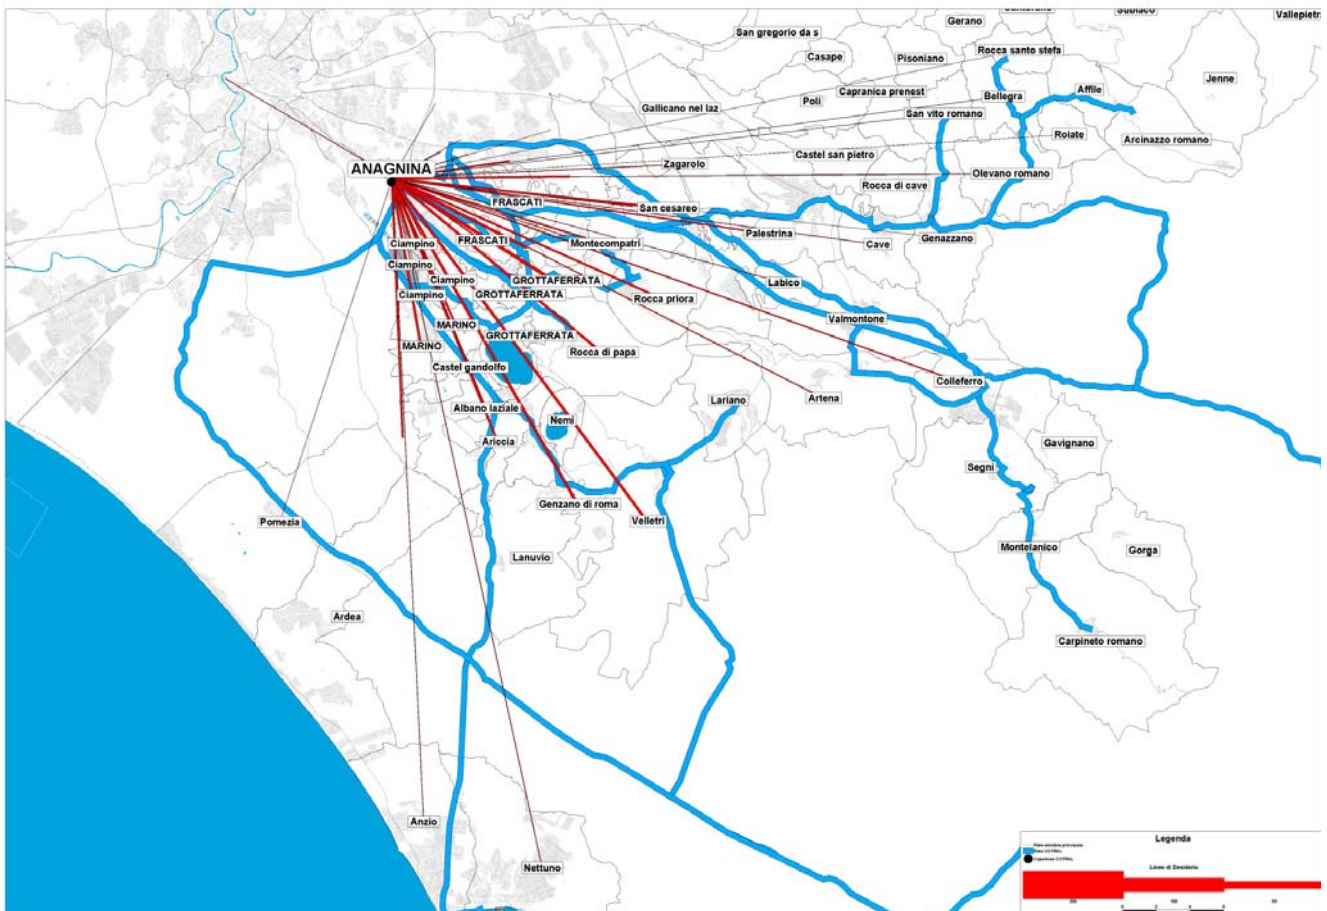 Gerano
Subiaco
Vallepietra
San gregorio da s
Rocca santo stefa
Casape
Pisoniano
Jenne
Capranica prenest
Affile
Bellegra
Poli
Gallicano nel laz
San vito romano
Roiate
Arcinazzo romano
Castel san pietro
Zagarolo
ANAGNINA
Olevano romano
Rocca di cave
FRASCATI
San cesareo
Palestrina
Genazzano
FRASCATI
Montecompatri
Cave
Ciampino
Ciampino
Ciampino
GROTTAFERRATA
Labico
Ciampino
GROTTAFERRATA
Rocca priora
Valmontone
MARINO
GROTTAFERRATA
MARINO
Rocca di papa
Castel gandolfo
Colleferro
Artena
Lariano
Albano laziale
Nemi
Ariccia
Gavignano
Segni
Genzano di roma
Pomezia
Velletri
Montelanico
Gorga
Lanuvio
Ardea
Carpineto romano
Anzio
Nettuno
Legenda
Linee di Desiderio